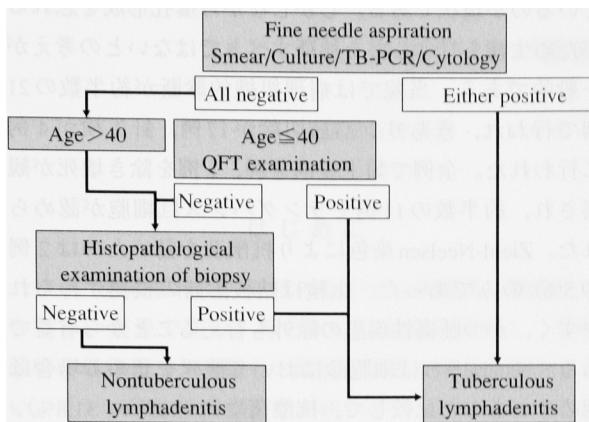 Fine needle aspiration
Smear/Culture/TB-PCR/Cytology
All negative
Either positive
Age＞40
Age≦40
QFT examination
Negative
Positive
Histopathological
examination of biopsy
Negative
Positive
Nontuberculous
lymphadenitis
Tuberculous
lymphadenitis